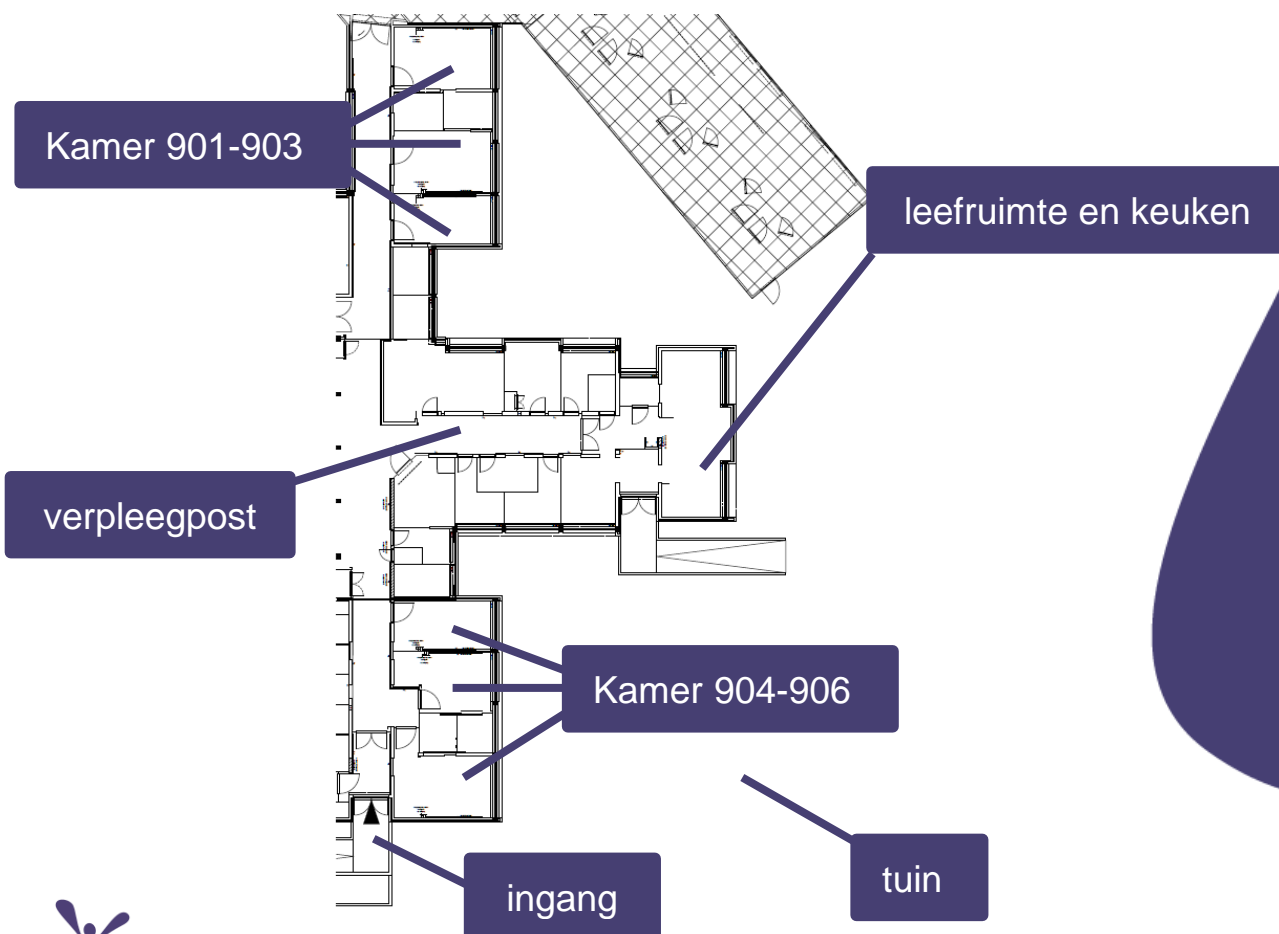 Kamer 901-903
leefruimte en keuken
verpleegpost
Kamer 904-906
tuin
ingang